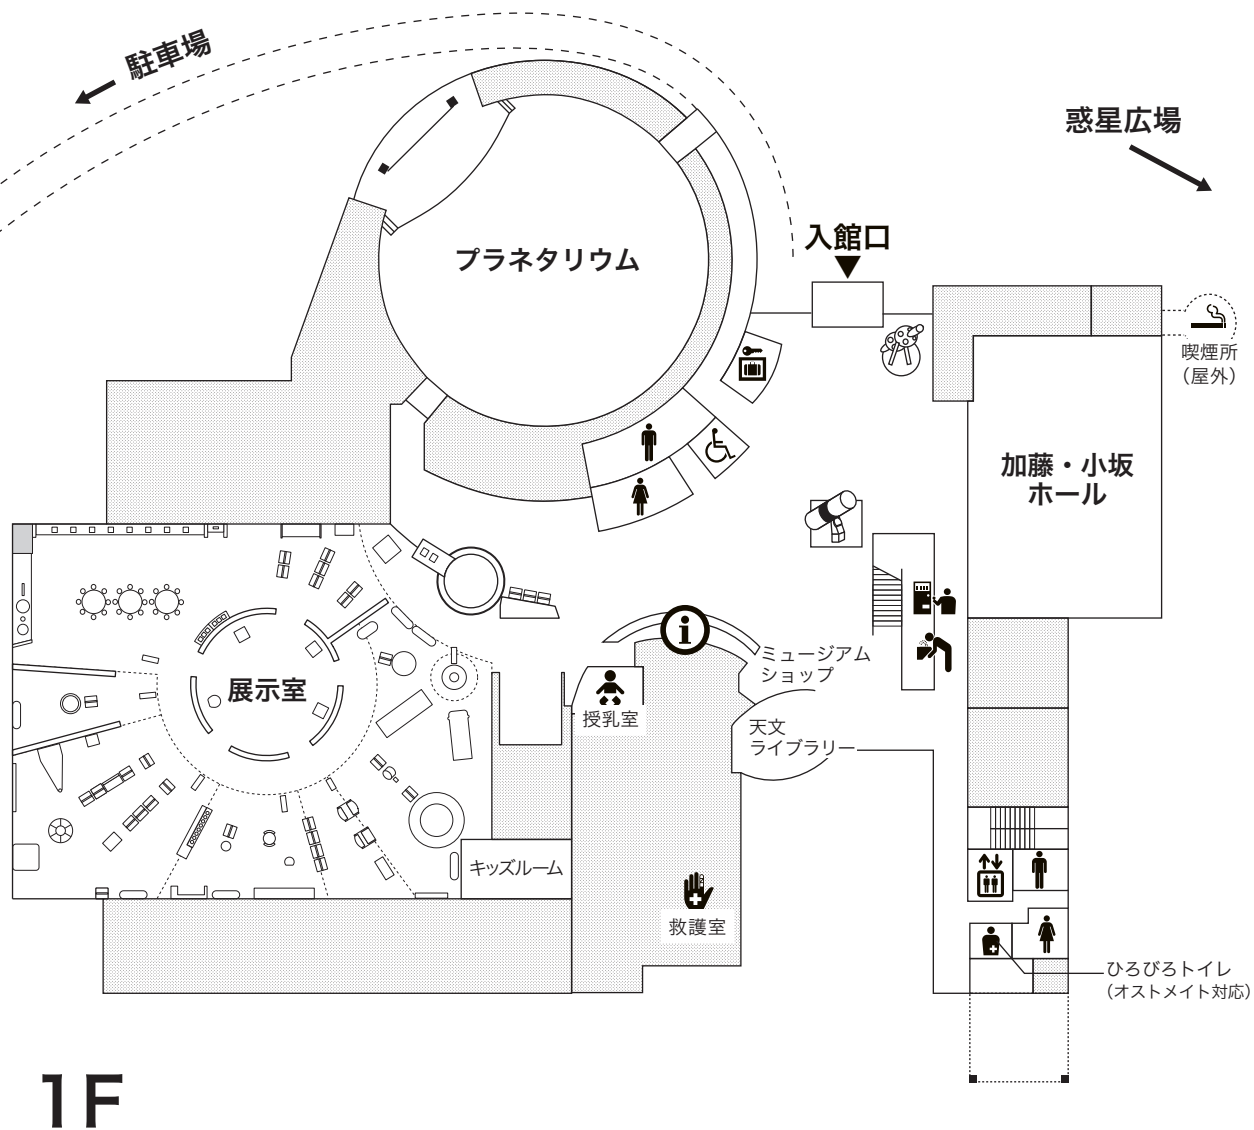 駐車場
惑星広場
入館口
プラネタリウム
喫煙所
（屋外）
加藤・小坂
ホール
ミュージアム
ショップ
展示室
授乳室
天文
ライブラリー
キッズルーム
救護室
ひろびろトイレ
（オストメイト対応）
1F